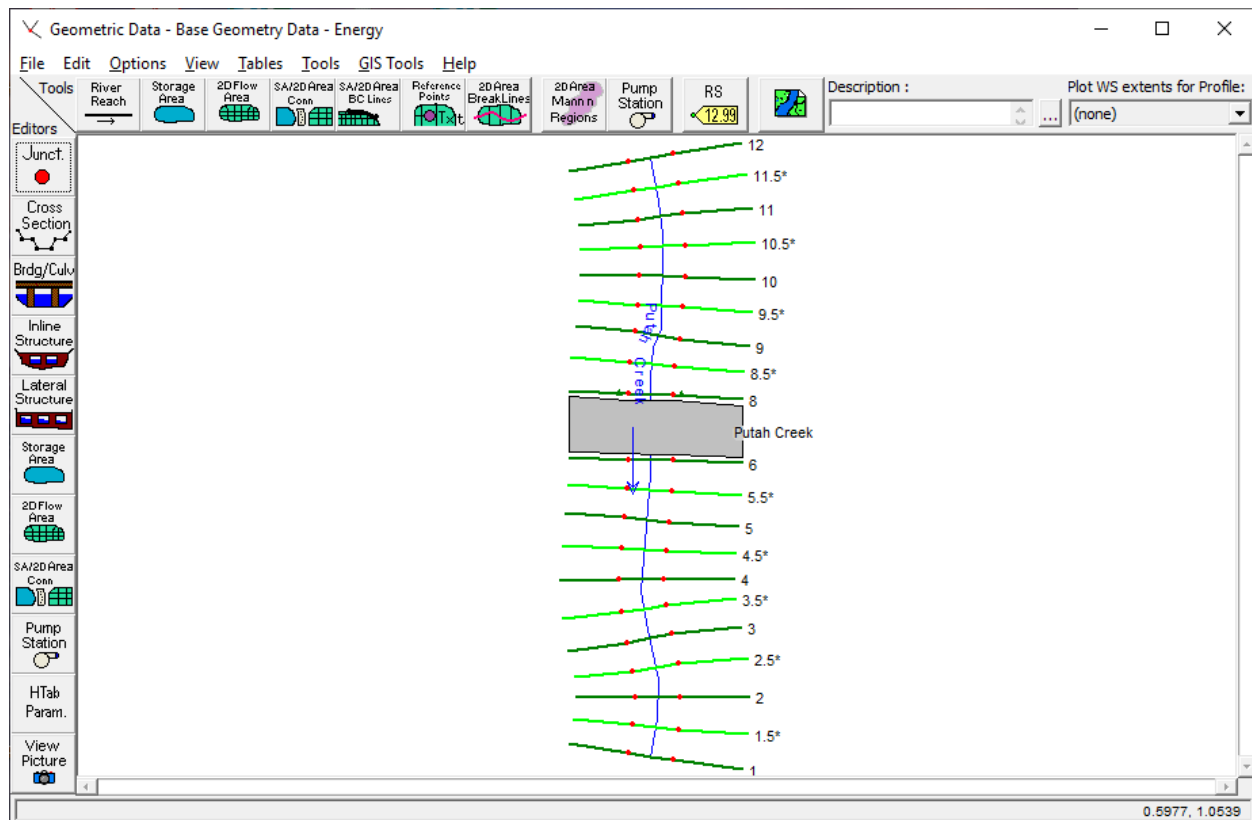 Geometric Data - Base Geometry Data - Energy
File Edit Options View Tables Tools GIS Tools Help
Tools
Editors
River
Reach
Storage
Area
2D Flow
Area
SA/2D Area
Conn
SA/2D Area
BC Lines
Reference
Points
Txt
2D Area
BreakLines
2D Area
Mann n
Regions
Pump
Station
RS
12.99
Description :
...
Plot WS extents for Profile:
(none)
Junct.
Cross
Section
Brdg/Culv
Inline
Structure
Lateral
Structure
Storage
Area
2D Flow
Area
SA/2D Area
Conn
Pump
Station
HTab
Param.
View
Picture
12
11.5*
11
10.5*
10
9.5*
Putah Creek
9
8.5*
8
Putah Creek
6
5.5*
5
4.5*
4
3.5*
3
2.5*
2
1.5*
1
0.5977, 1.0539